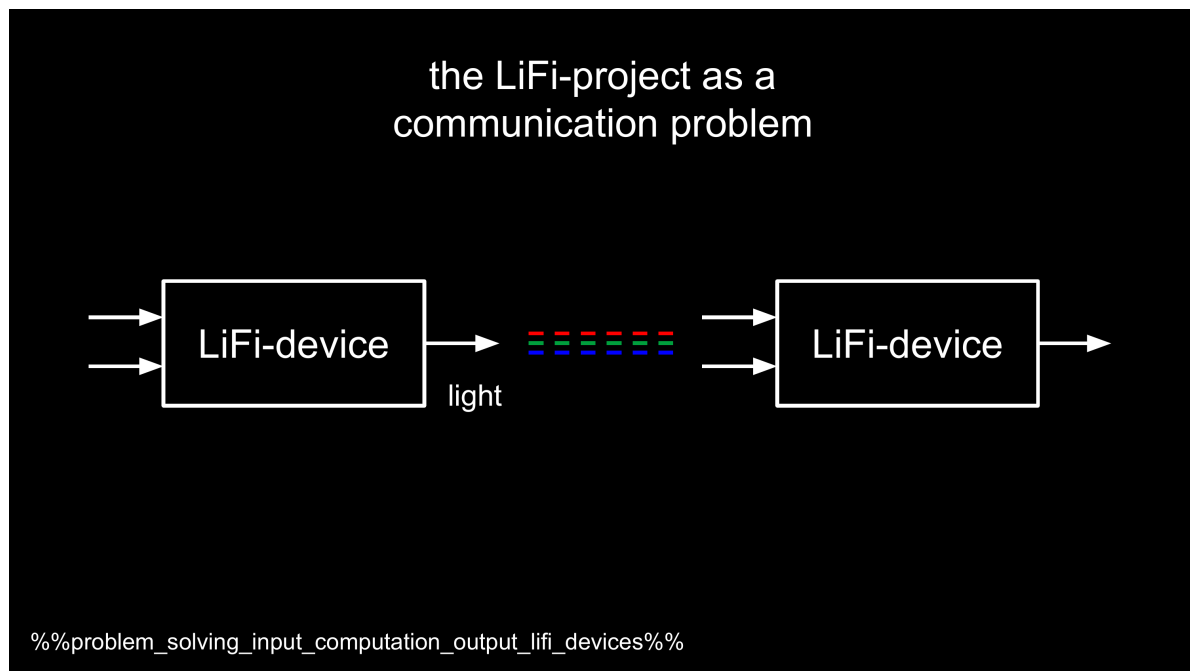 the LiFi-project as a
communication problem
LiFi-device
LiFi-device
light
%%problem_solving_input_computation_output_lifi_devices%%